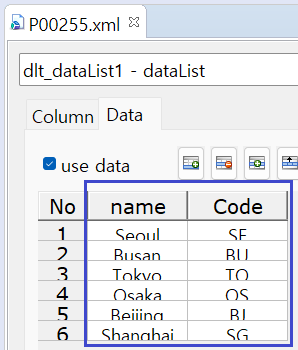 P00255.xml
dlt_dataList1 - dataList
Column Data
use data
No name Code
1 Seoul SE
2 Busan BU
3 Tokyo TO
4 Osaka OS
5 Beijing BJ
6 Shanghai SG